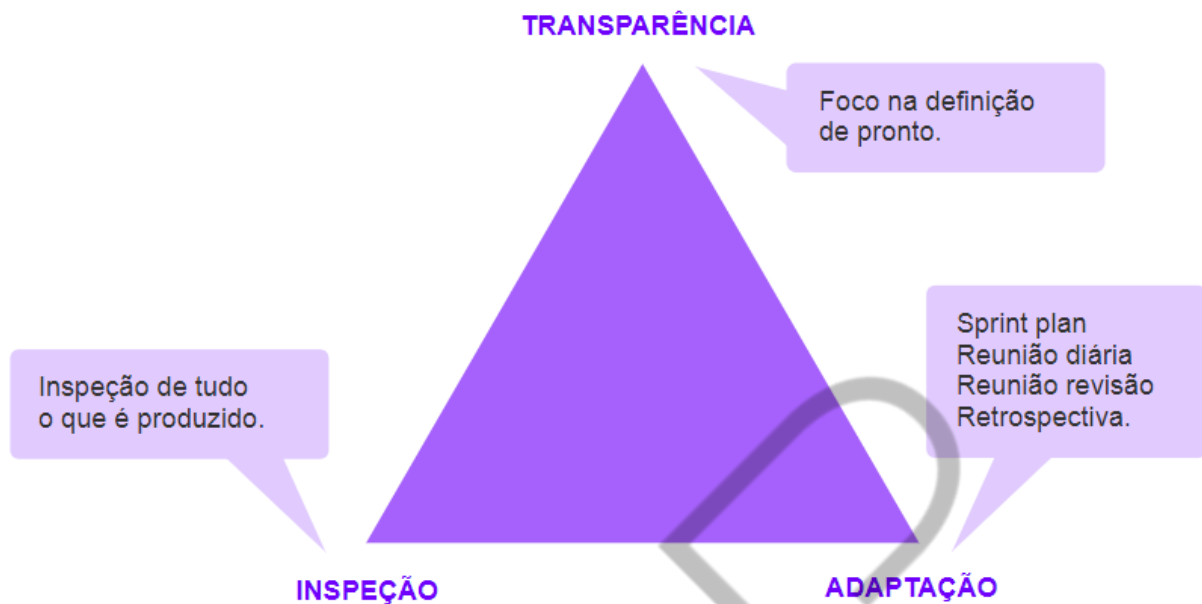 TRANSPARÊNCIA
Foco na definição
de pronto.
Sprint plan
Reunião diária
Reunião revisão
Retrospectiva.
Inspeção de tudo
o que é produzido.
INSPEÇÃO
ADAPTAÇÃO